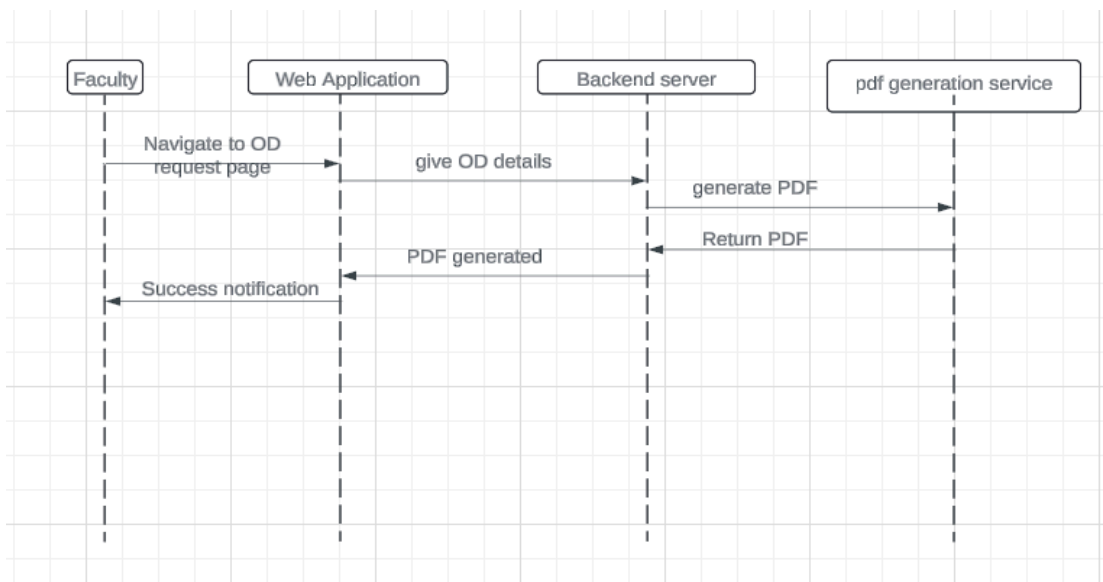 Faculty
Web Application
Backend server
pdf generation service
Navigate to OD
request page
give OD details
generate PDF
Return PDF
PDF generated
Success notification